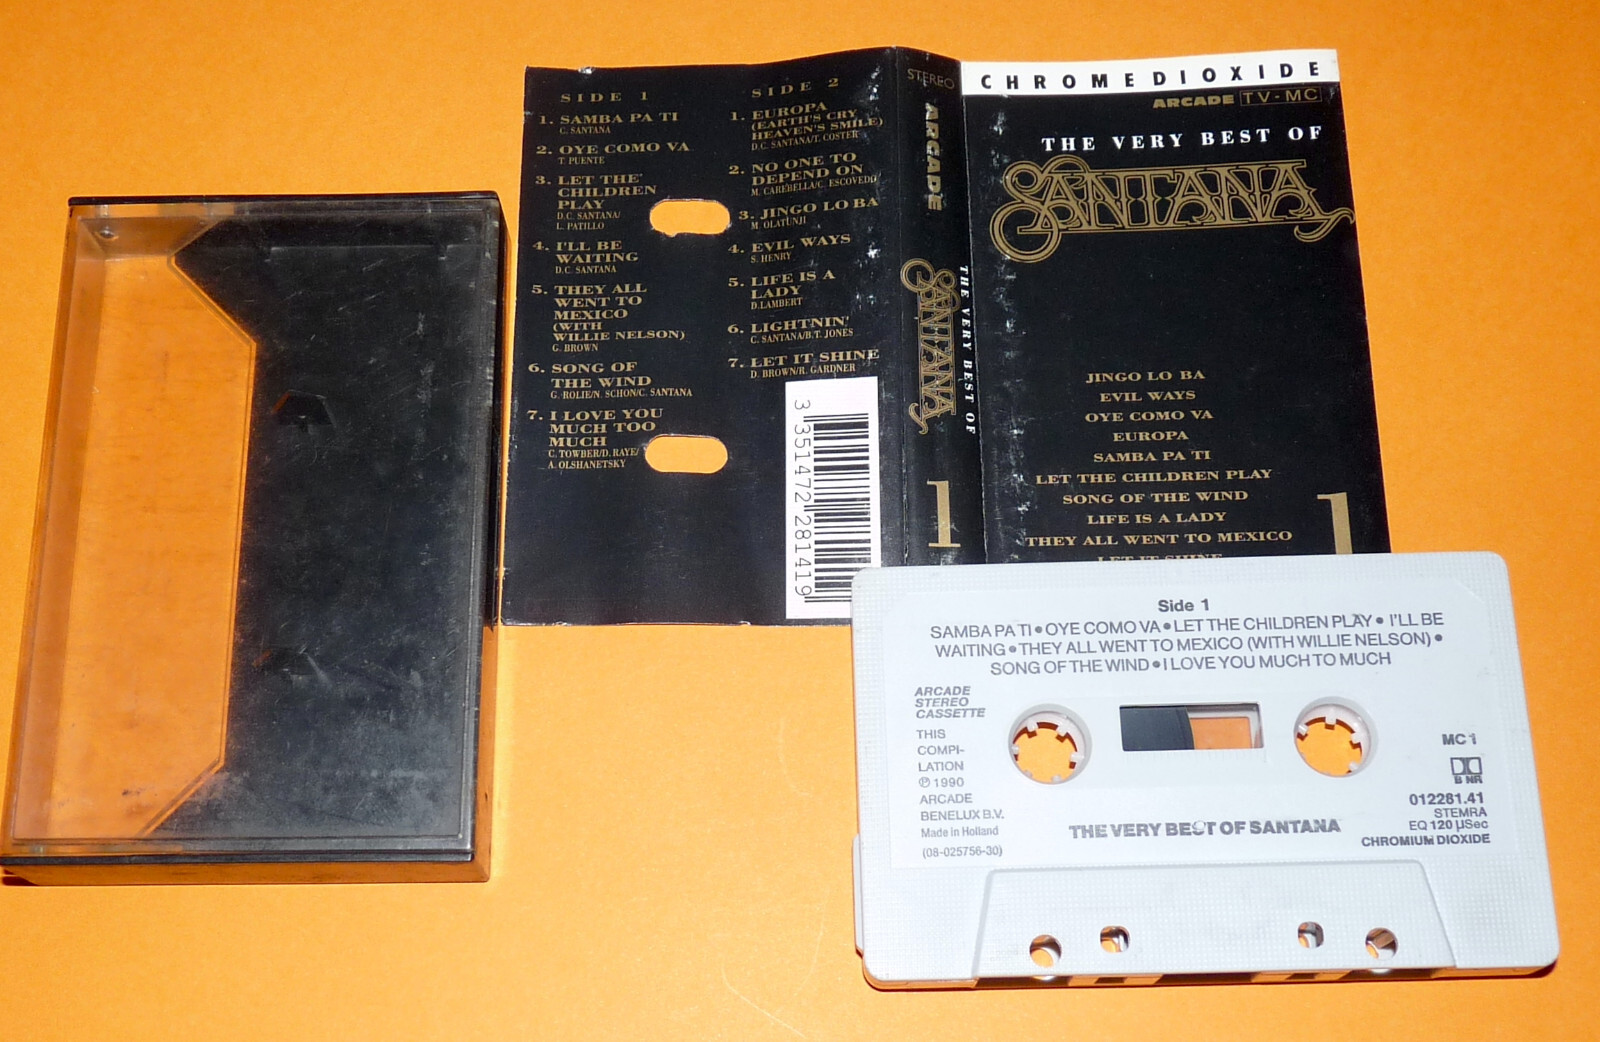 SIDE 1
1. SAMBA PA TI
C. SANTANA
2. OYE COMO VA
T. PUENTE
3. LET THE
CHILDREN
PLAY
D.C. SANTANA/
L. PATILLO
4. I'LL BE
WAITING
D.C. SANTANA
5. THEY ALL
WENT TO
MEXICO
(WITH
WILLIE NELSON)
G. BROWN
6. SONG OF
THE WIND
G. ROLIE/N. SCHON/C. SANTANA
7. I LOVE YOU
MUCH TOO
MUCH
C. TOWBER/D. RAYE/
A. OLSHANETSKY
SIDE 2
1. EUROPA
(EARTH'S CRY
HEAVEN'S SMILE)
D.C. SANTANA/T. COSTER
2. NO ONE TO
DEPEND ON
M. CAREBELLA/C. ESCOVEDO
3. JINGO LO BA
M. OLATUNJI
4. EVIL WAYS
S. HENRY
5. LIFE IS A
LADY
D.LAMBERT
6. LIGHTNIN'
C. SANTANA/B.T. JONES
7. LET IT SHINE
D. BROWN/R. GARDNER
3 351472 281419
STEREO
ARCADE
THE VERY BEST OF
SANTANA
1
CHROMEDIOXIDE
ARCADE TV-MC
THE VERY BEST OF
SANTANA
JINGO LO BA
EVIL WAYS
OYE COMO VA
EUROPA
SAMBA PA TI
LET THE CHILDREN PLAY
SONG OF THE WIND
LIFE IS A LADY
THEY ALL WENT TO MEXICO
LET IT SHINE
1
Side 1
SAMBA PA TI • OYE COMO VA • LET THE CHILDREN PLAY • I'LL BE
WAITING • THEY ALL WENT TO MEXICO (WITH WILLIE NELSON) •
SONG OF THE WIND • I LOVE YOU MUCH TO MUCH
ARCADE
STEREO
CASSETTE
THIS
COMPI-
LATION
℗ 1990
ARCADE
BENELUX B.V.
Made in Holland
(08-025756-30)
MC 1
B NR
012281.41
STEMRA
EQ 120 µSec
CHROMIUM DIOXIDE
THE VERY BEST OF SANTANA